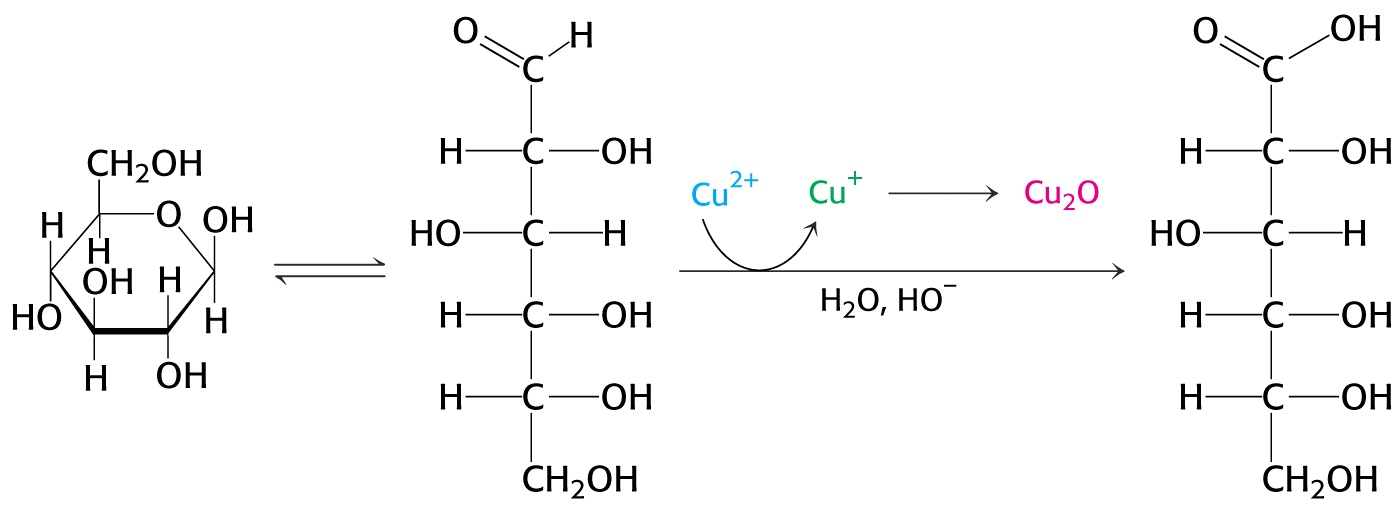 CH₂OH
H O OH
H
OH H
HO H
H OH
O H
C
H C OH
HO C H
H C OH
H C OH
CH₂OH
Cu²⁺ Cu⁺ Cu₂O
H₂O, HO⁻
O OH
C
H C OH
HO C H
H C OH
H C OH
CH₂OH